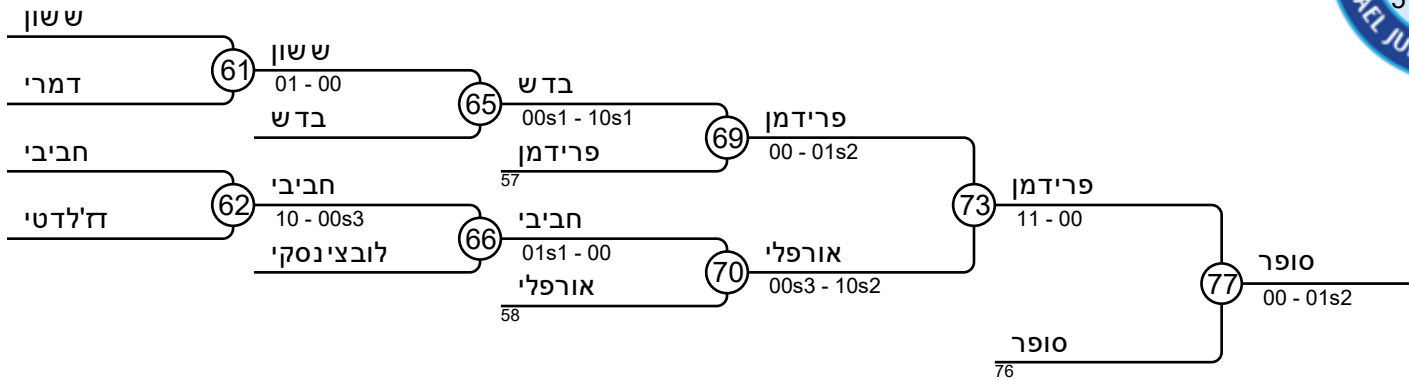 ששון
דמרי
61
ששון
01 - 00
בדש
65
בדש
00s1 - 10s1
פרידמן
57
69
פרידמן
00 - 01s2
חביבי
דז'לדטי
62
חביבי
10 - 00s3
לובצינסקי
66
חביבי
01s1 - 00
אורפלי
58
70
אורפלי
00s3 - 10s2
73
פרידמן
11 - 00
סופר
76
77
סופר
00 - 01s2